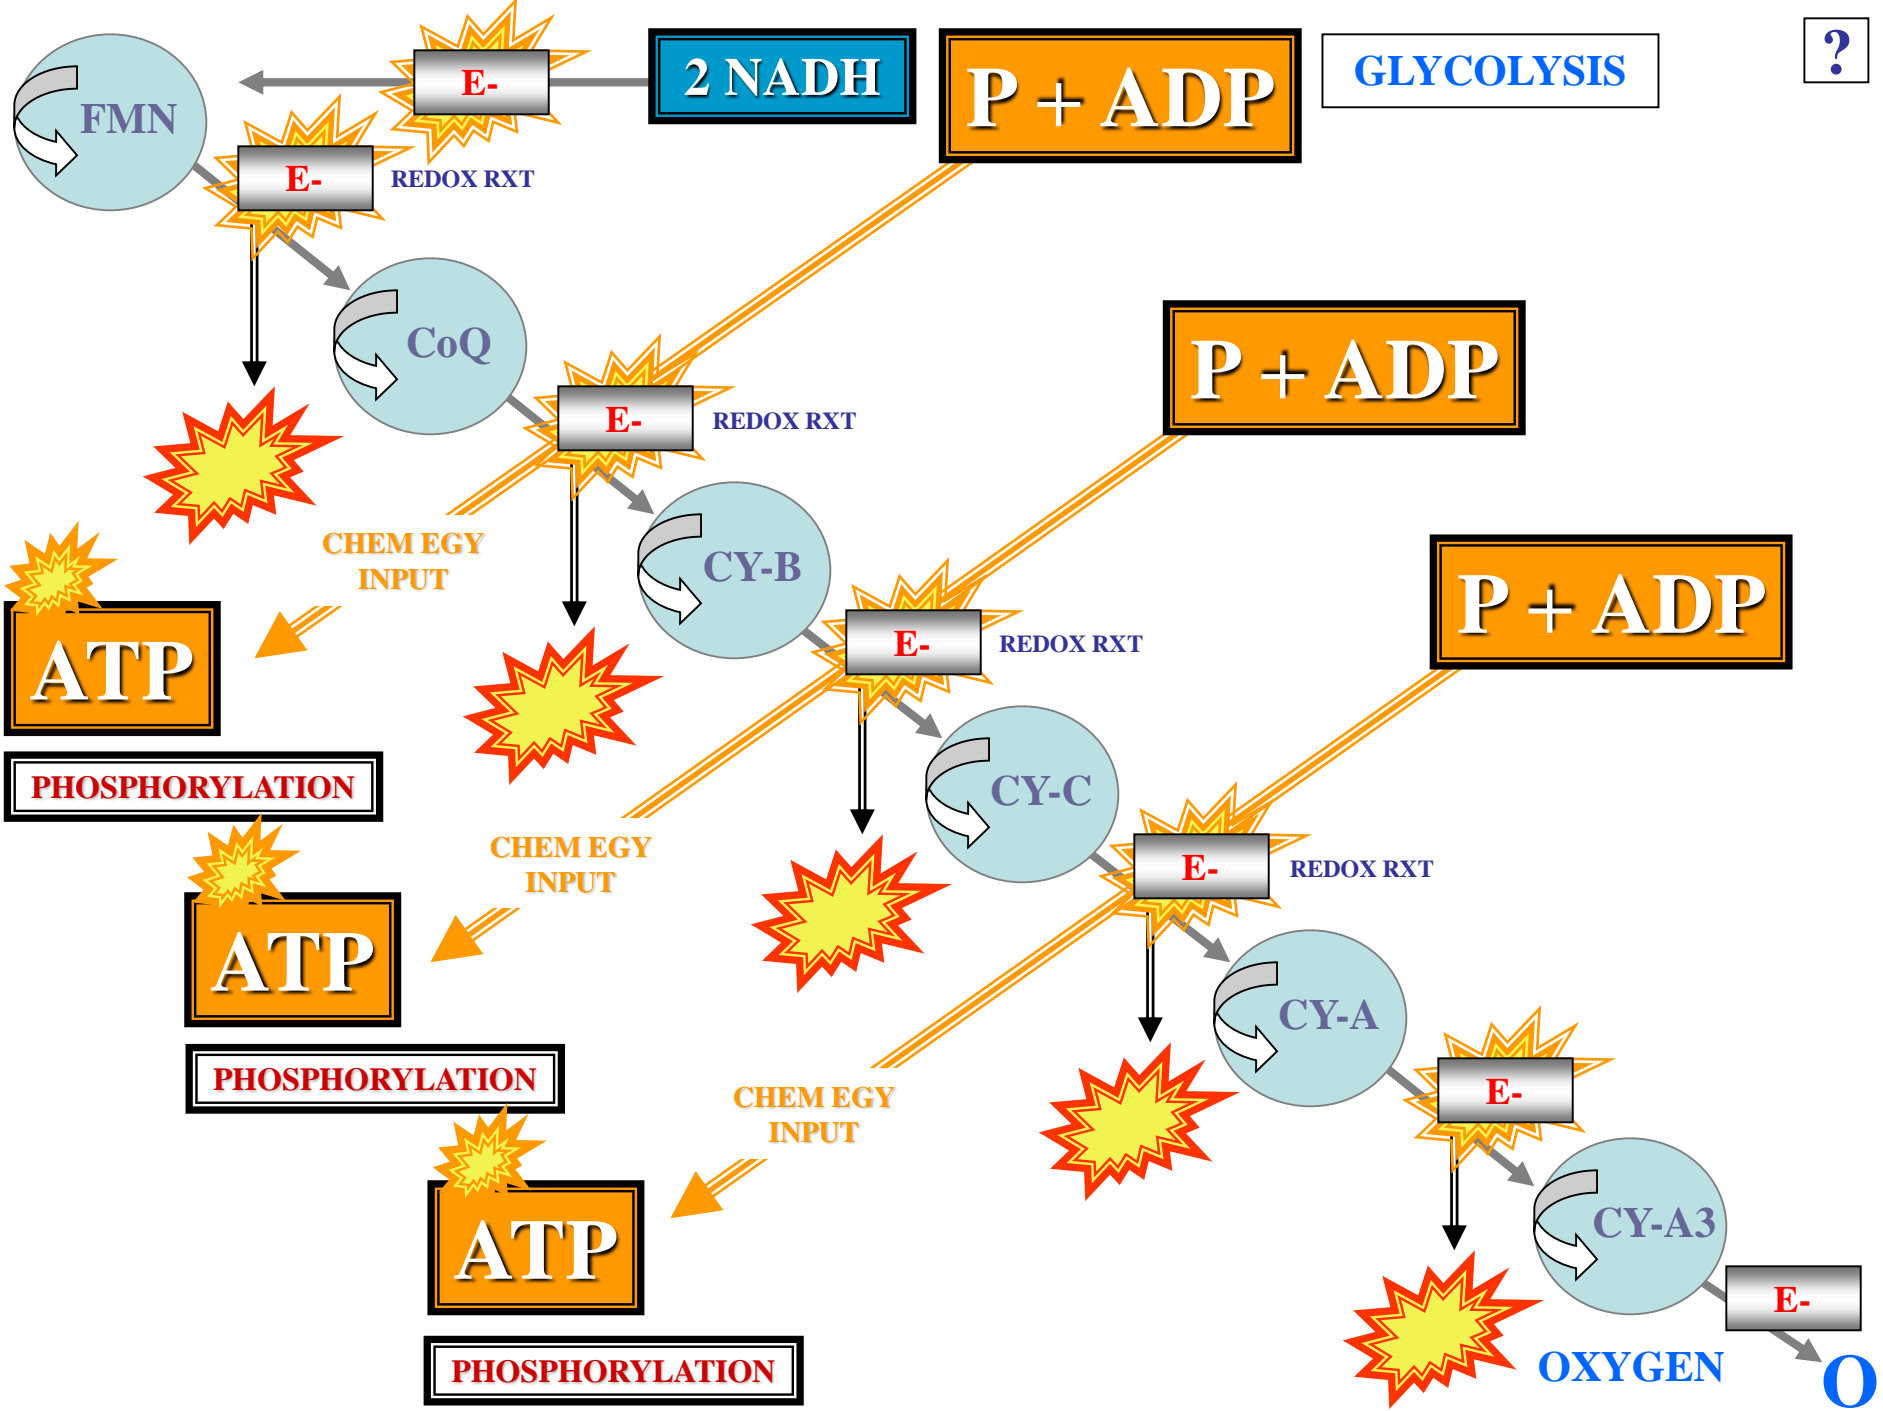 E-
2 NADH
P + ADP
GLYCOLYSIS
?
FMN
E-
REDOX RXT
CoQ
P + ADP
E-
REDOX RXT
CHEM EGY
INPUT
CY-B
P + ADP
E-
REDOX RXT
ATP
PHOSPHORYLATION
CY-C
CHEM EGY
INPUT
E-
REDOX RXT
ATP
CY-A
PHOSPHORYLATION
CHEM EGY
INPUT
E-
CY-A3
ATP
E-
PHOSPHORYLATION
OXYGEN
O